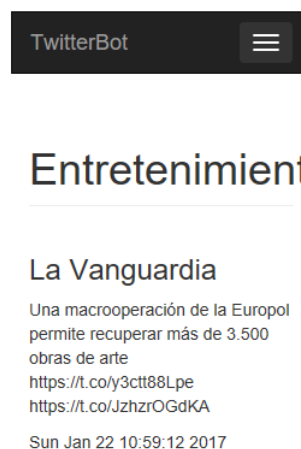 TwitterBot
Entretenimient
La Vanguardia
Una macrooperación de la Europol
permite recuperar más de 3.500
obras de arte
https://t.co/y3ctt88Lpe
https://t.co/JzhzrOGdKA
Sun Jan 22 10:59:12 2017